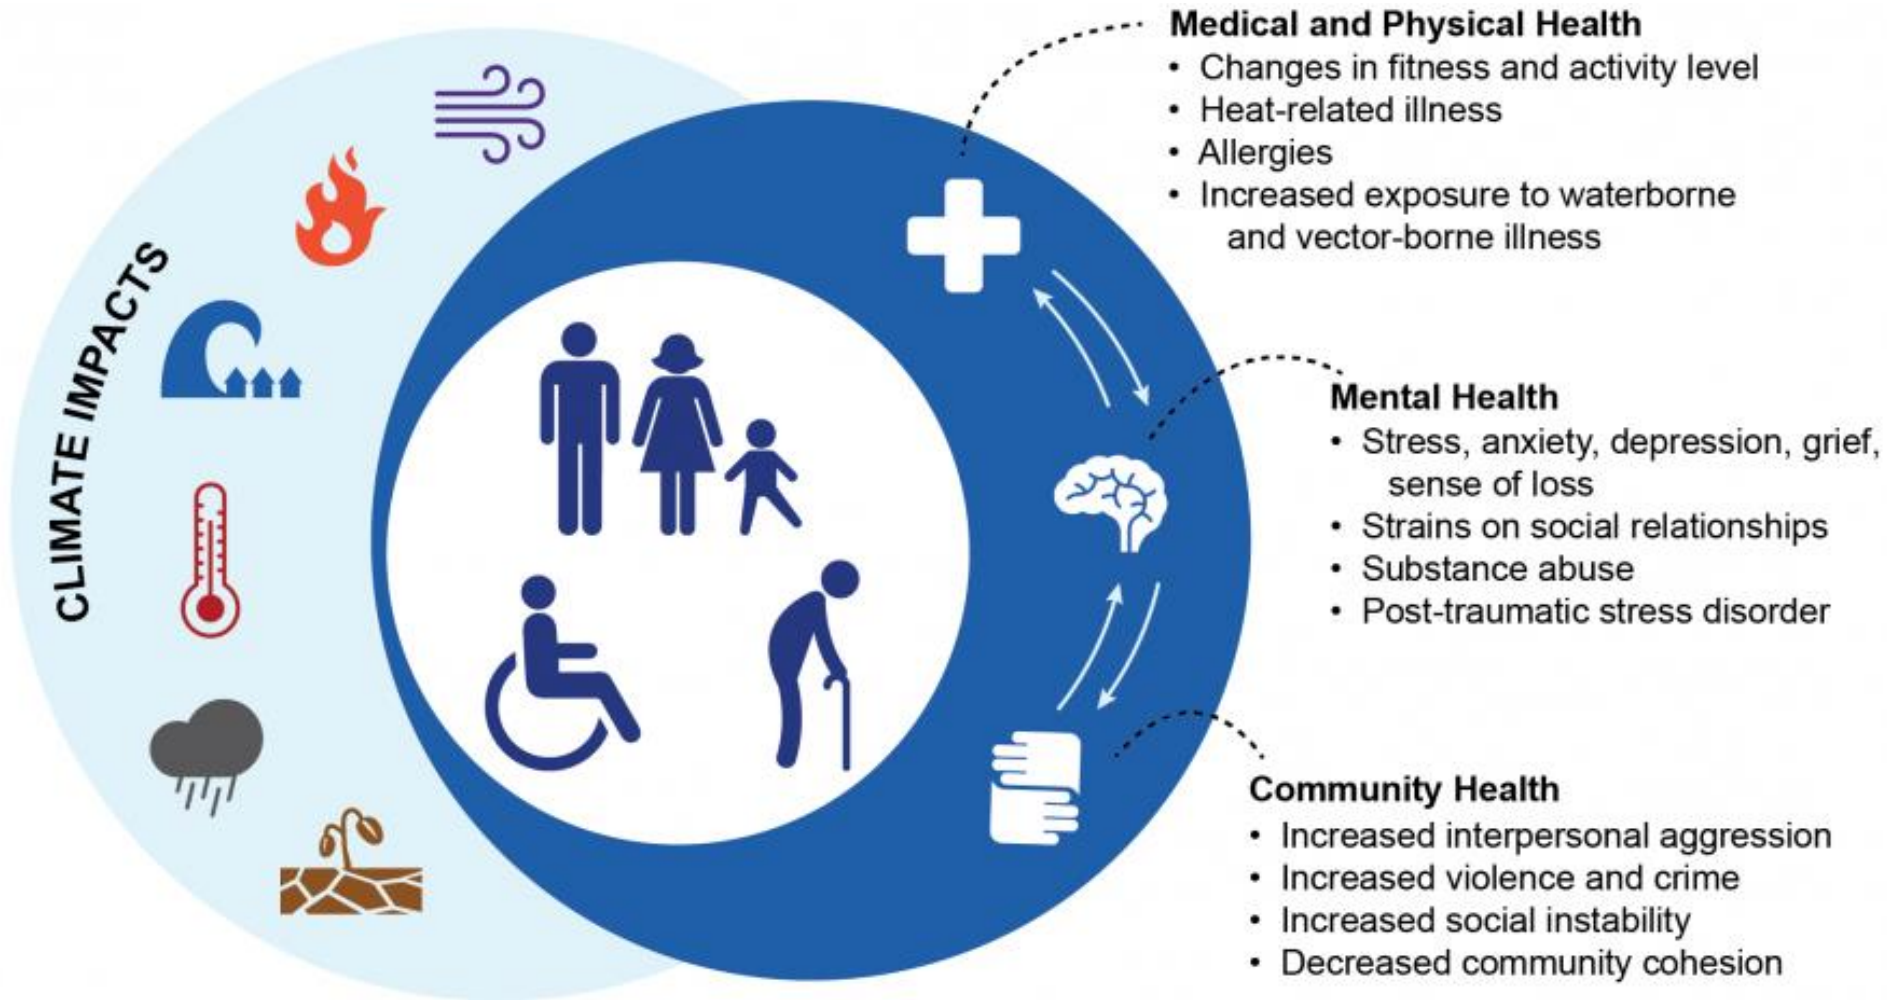 CLIMATE IMPACTS
Medical and Physical Health
• Changes in fitness and activity level
• Heat-related illness
• Allergies
• Increased exposure to waterborne
and vector-borne illness
Mental Health
• Stress, anxiety, depression, grief,
sense of loss
• Strains on social relationships
• Substance abuse
• Post-traumatic stress disorder
Community Health
• Increased interpersonal aggression
• Increased violence and crime
• Increased social instability
• Decreased community cohesion